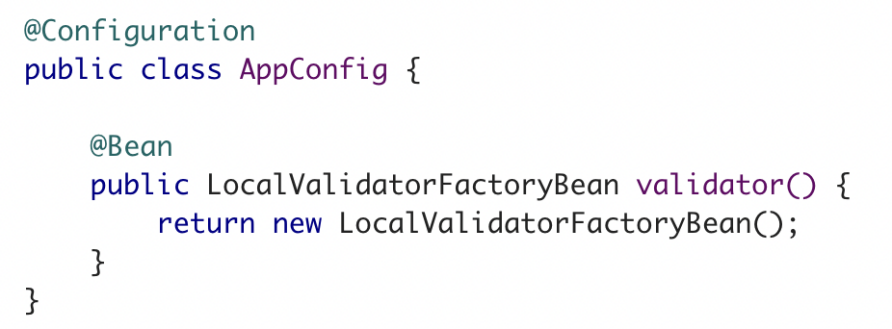 @Configuration
public class AppConfig {
@Bean
public LocalValidatorFactoryBean validator() {
return new LocalValidatorFactoryBean();
}
}